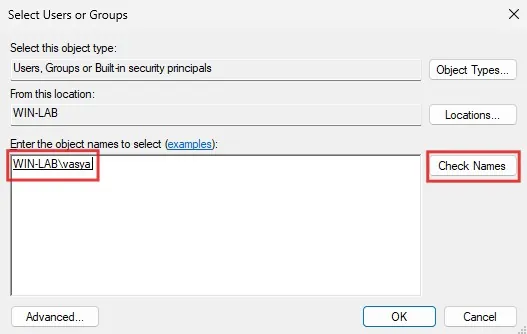 Select Users or Groups
Select this object type:
Users, Groups or Built-in security principals
Object Types...
From this location:
WIN-LAB
Locations...
Enter the object names to select (examples):
WIN-LAB\vasya
Check Names
Advanced...
OK
Cancel